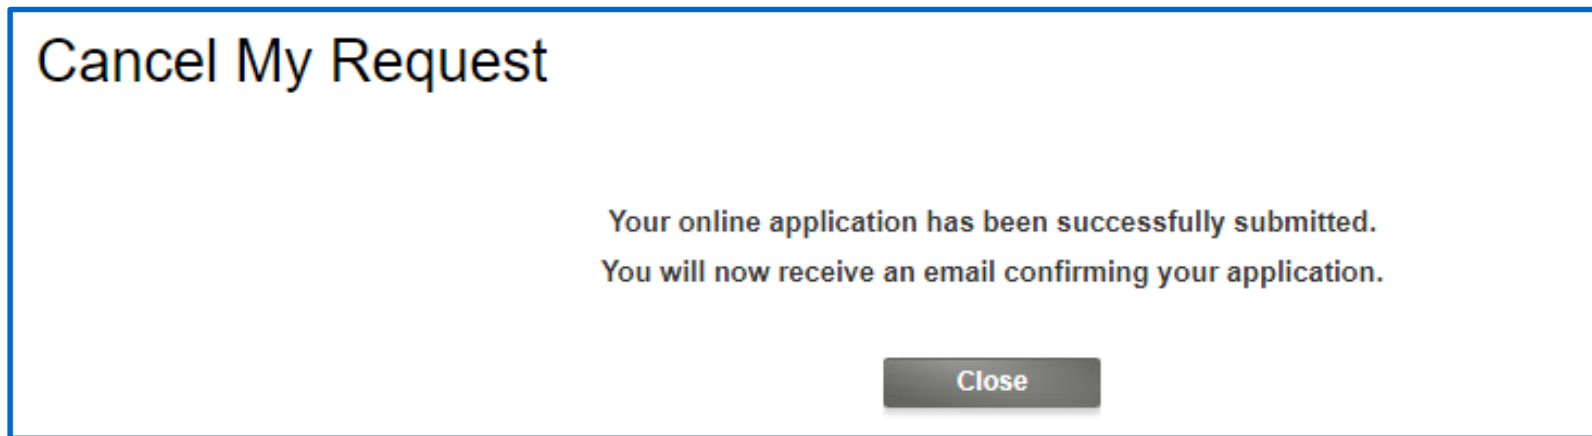 Cancel My Request
Your online application has been successfully submitted.
You will now receive an email confirming your application.
Close